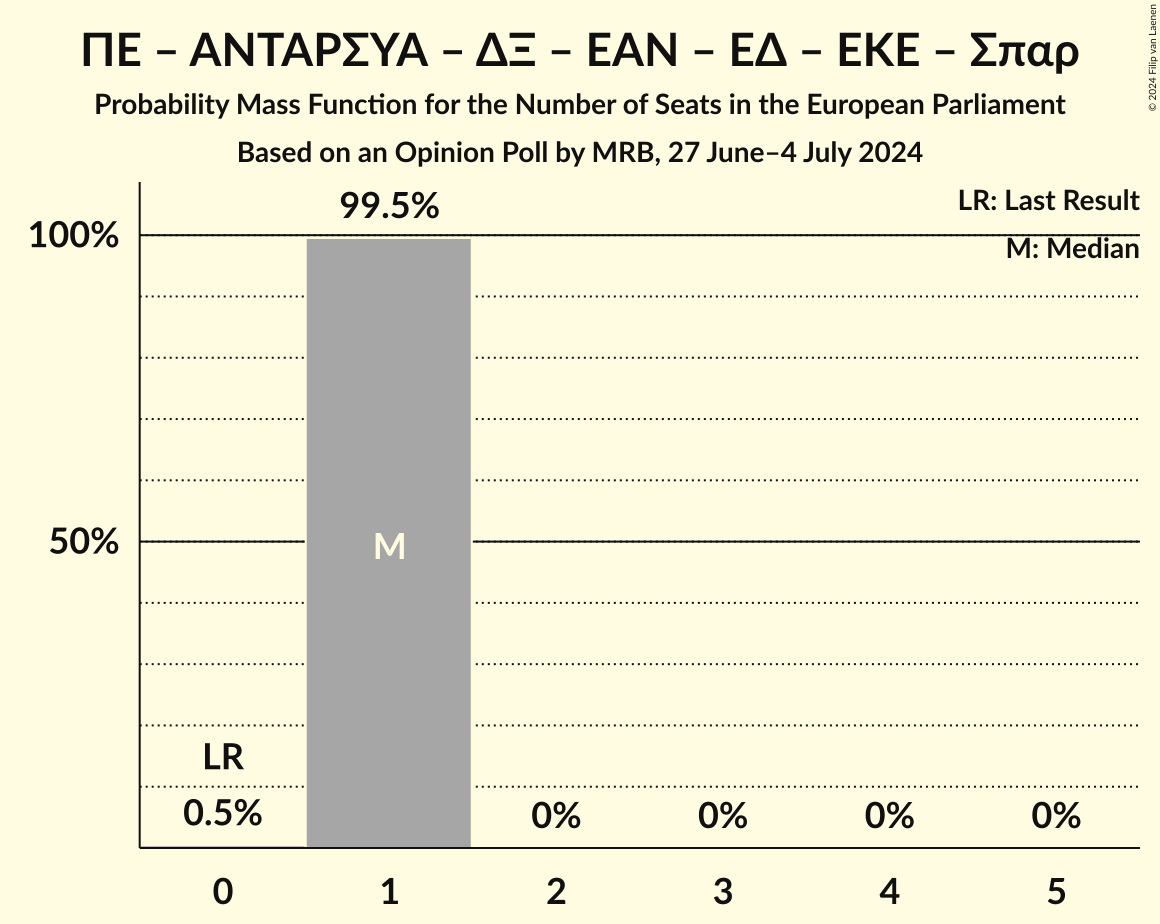 ΠΕ – ΑΝΤΑΡΣΥΑ – ΔΞ – ΕΑΝ – ΕΔ – ΕΚΕ – Σπαρ
Probability Mass Function for the Number of Seats in the European Parliament
Based on an Opinion Poll by MRB, 27 June–4 July 2024
© 2024 Filip van Laenen
LR: Last Result
M: Median
99.5%
100%
50%
M
LR
0.5%
0%
0%
0%
0%
0
1
2
3
4
5